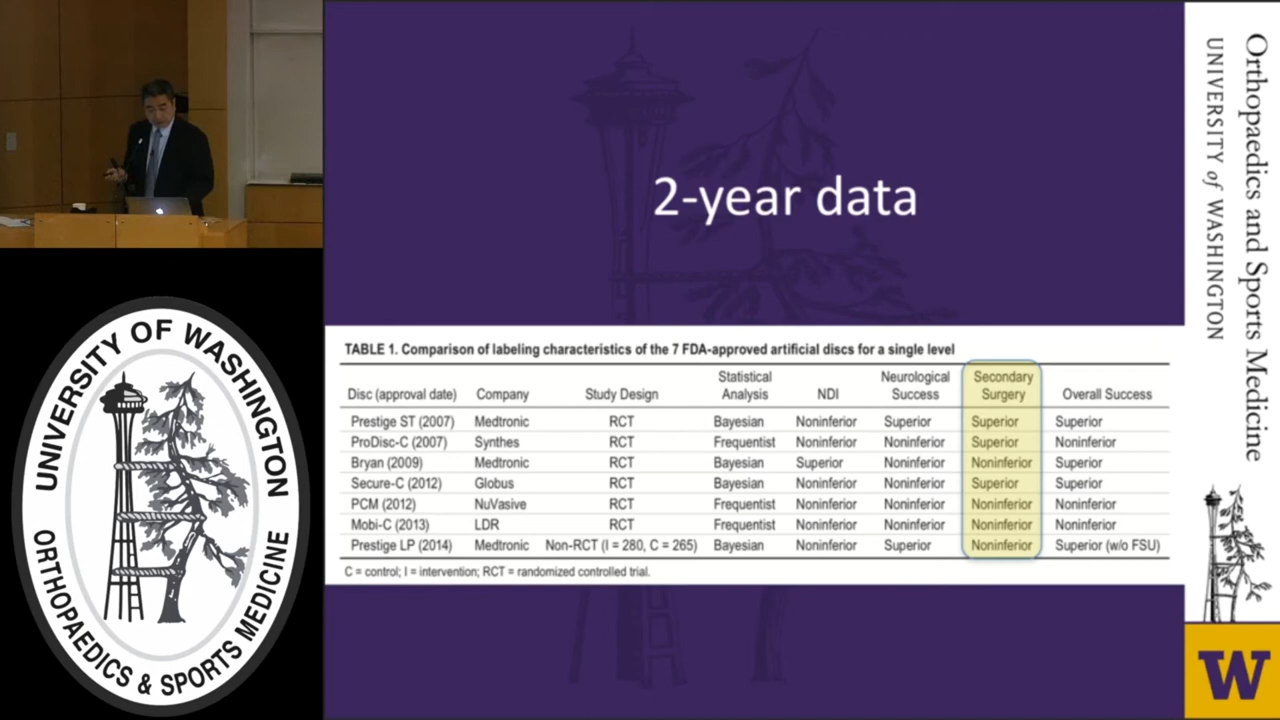 2-year data
TABLE 1. Comparison of labeling characteristics of the 7 FDA-approved artificial discs for a single level
Disc (approval date) Company Study Design Statistical Analysis NDI Neurological Success Secondary Surgery Overall Success
Prestige ST (2007) Medtronic RCT Bayesian Noninferior Superior Superior Superior
ProDisc-C (2007) Synthes RCT Frequentist Noninferior Noninferior Superior Noninferior
Bryan (2009) Medtronic RCT Bayesian Superior Noninferior Noninferior Superior
Secure-C (2012) Globus RCT Bayesian Noninferior Noninferior Superior Superior
PCM (2012) NuVasive RCT Frequentist Noninferior Noninferior Noninferior Noninferior
Mobi-C (2013) LDR RCT Frequentist Noninferior Noninferior Noninferior Noninferior
Prestige LP (2014) Medtronic Non-RCT (I = 280, C = 265) Bayesian Noninferior Superior Noninferior Superior (w/o FSU)
C = control; I = intervention; RCT = randomized controlled trial.
UNIVERSITY OF WASHINGTON
ORTHOPAEDICS & SPORTS MEDICINE
Orthopaedics and Sports Medicine
UNIVERSITY of WASHINGTON
W